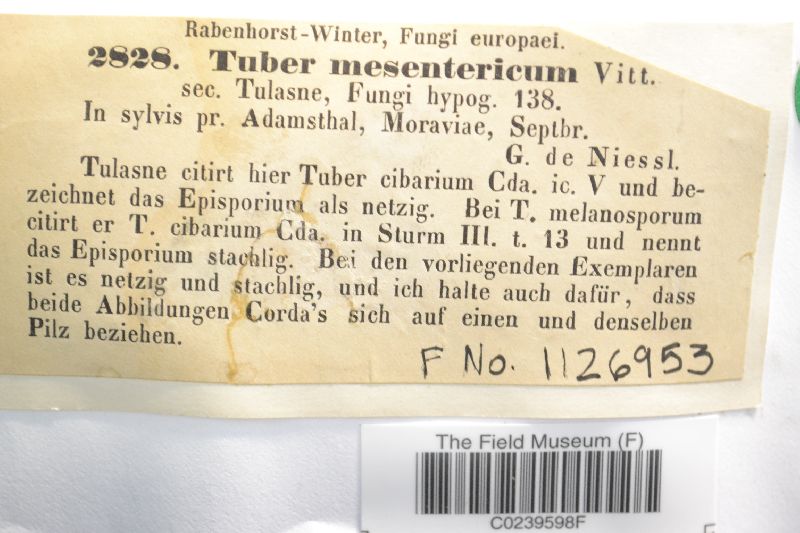 Rabenhorst-Winter, Fungi europaei.
2828. Tuber mesentericum Vitt.
sec. Tulasne, Fungi hypog. 138.
In sylvis pr. Adamsthal, Moraviae, Septbr.
G. de Niessl.
Tulasne citirt hier Tuber cibarium Cda. ic. V und be-
zeichnet das Episporium als netzig. Bei T. melanosporum
citirt er T. cibarium Cda. in Sturm III. t. 13 und nennt
das Episporium stachlig. Bei den vorliegenden Exemplaren
ist es netzig und stachlig, und ich halte auch dafür, dass
beide Abbildungen Corda's sich auf einen und denselben
Pilz beziehen.
F No. 1126953
The Field Museum (F)
C0239598F